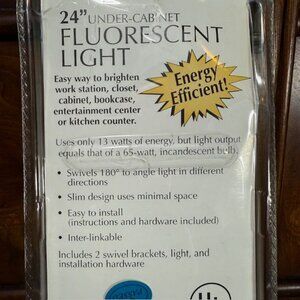 24" UNDER-CABINET
FLUORESCENT
LIGHT
Easy way to brighten
work station, closet,
cabinet, bookcase,
entertainment center
or kitchen counter.
Energy
Efficient!
Uses only 13 watts of energy, but light output
equals that of a 65-watt, incandescent bulb.
• Swivels 180° to angle light in different
directions
• Slim design uses minimal space
• Easy to install
(instructions and hardware included)
• Inter-linkable
Includes 2 swivel brackets, light, and
installation hardware